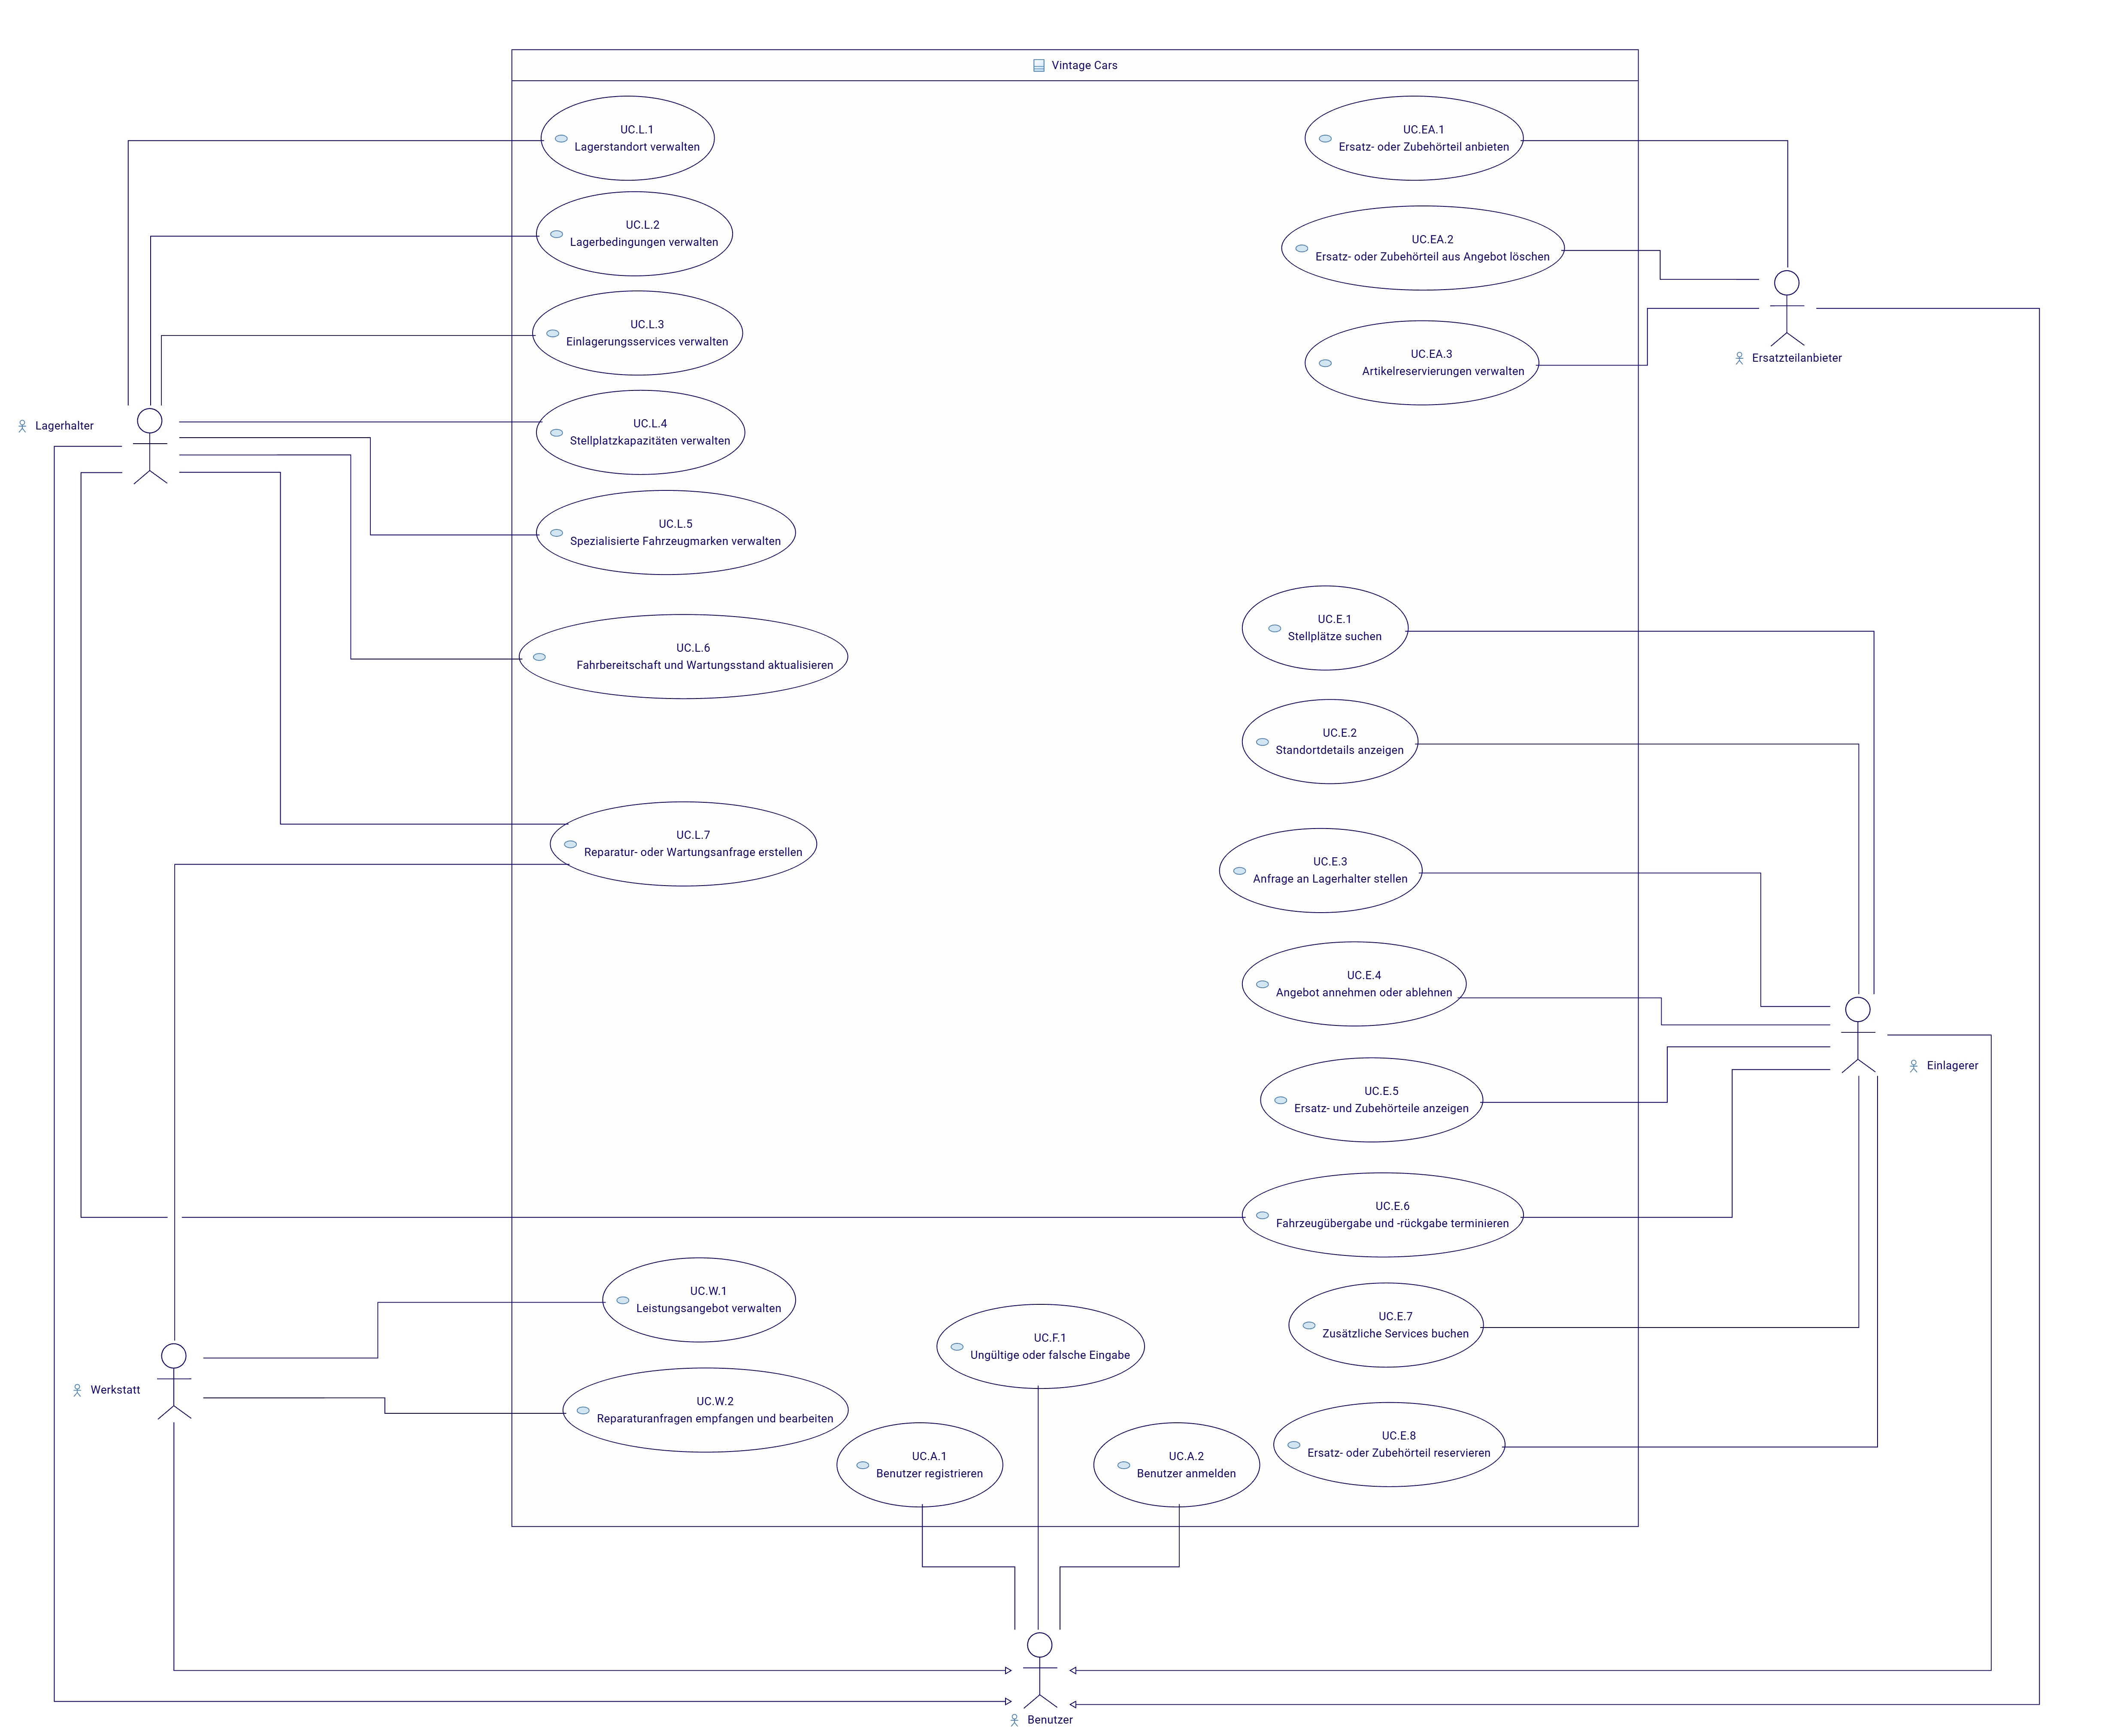 Vintage Cars
UC.L.1
Lagerstandort verwalten
UC.EA.1
Ersatz- oder Zubehörteil anbieten
UC.L.2
Lagerbedingungen verwalten
UC.EA.2
Ersatz- oder Zubehörteil aus Angebot löschen
UC.L.3
Einlagerungsservices verwalten
UC.EA.3
Artikelreservierungen verwalten
Ersatzteilanbieter
Lagerhalter
UC.L.4
Stellplatzkapazitäten verwalten
UC.L.5
Spezialisierte Fahrzeugmarken verwalten
UC.E.1
Stellplätze suchen
UC.L.6
Fahrbereitschaft und Wartungsstand aktualisieren
UC.E.2
Standortdetails anzeigen
UC.L.7
Reparatur- oder Wartungsanfrage erstellen
UC.E.3
Anfrage an Lagerhalter stellen
UC.E.4
Angebot annehmen oder ablehnen
Einlagerer
UC.E.5
Ersatz- und Zubehörteile anzeigen
UC.E.6
Fahrzeugübergabe und -rückgabe terminieren
UC.W.1
Leistungsangebot verwalten
UC.E.7
Zusätzliche Services buchen
UC.F.1
Ungültige oder falsche Eingabe
Werkstatt
UC.W.2
Reparaturanfragen empfangen und bearbeiten
UC.E.8
Ersatz- oder Zubehörteil reservieren
UC.A.1
Benutzer registrieren
UC.A.2
Benutzer anmelden
Benutzer